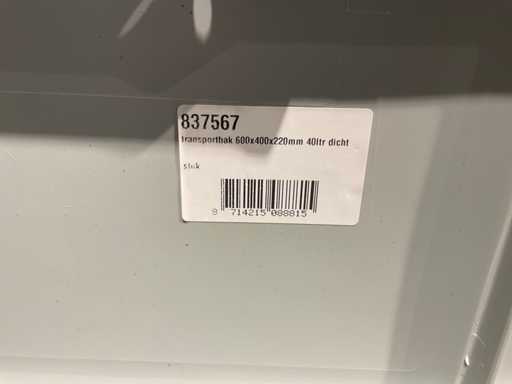 837567
transportbak 600x400x220mm 40ltr dicht
stuk
8 714215 088815